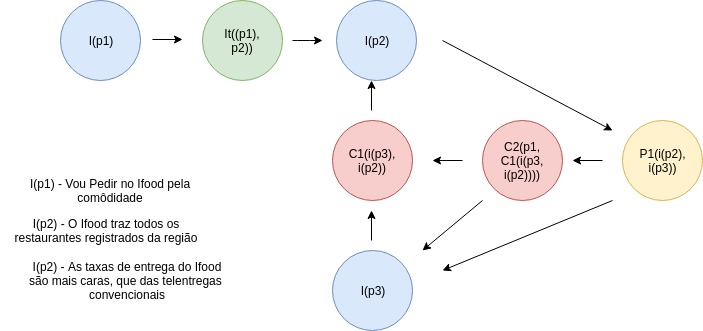 I(p1)
It((p1),
p2))
I(p2)
C1(i(p3),
i(p2))
C2(p1,
C1(i(p3,
i(p2))))
P1(i(p2),
i(p3))
I(p3)
I(p1) - Vou Pedir no Ifood pela
comôdidade
I(p2) - O Ifood traz todos os
restaurantes registrados da região
I(p2) - As taxas de entrega do Ifood
são mais caras, que das telentregas
convencionais